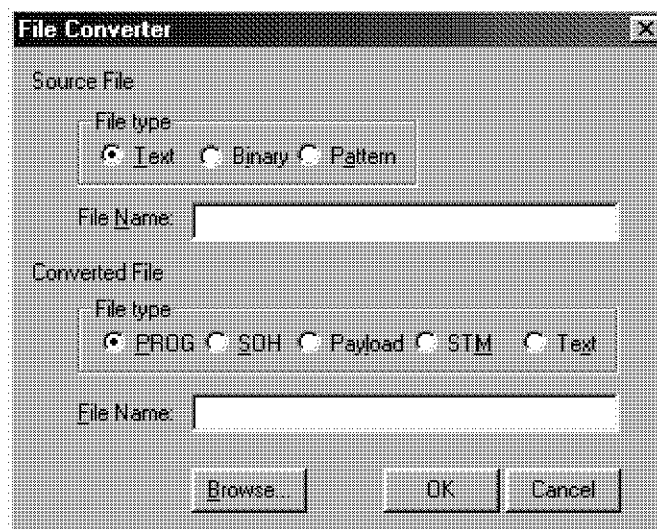 File Converter
Source File
File type
Text Binary Pattern
File Name:
Converted File
File type
PROG SOH Payload STM Text
File Name:
Browse... OK Cancel